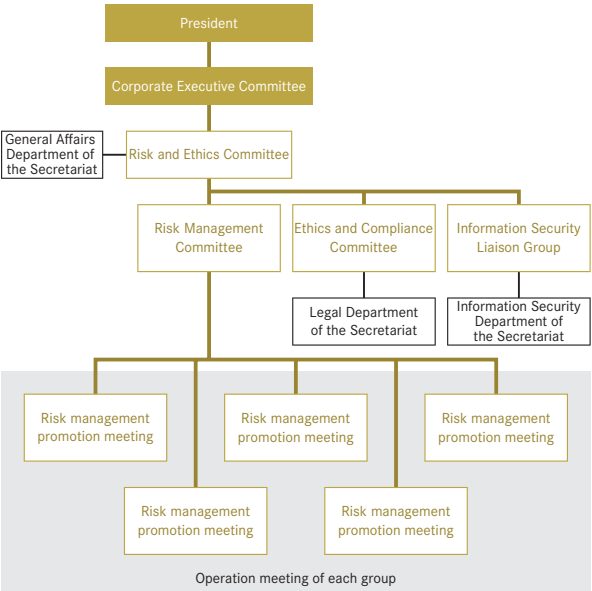 President
Corporate Executive Committee
General Affairs
Department of
the Secretariat
Risk and Ethics Committee
Risk Management
Committee
Ethics and Compliance
Committee
Information Security
Liaison Group
Legal Department
of the Secretariat
Information Security
Department of
the Secretariat
Risk management
promotion meeting
Risk management
promotion meeting
Risk management
promotion meeting
Risk management
promotion meeting
Risk management
promotion meeting
Operation meeting of each group